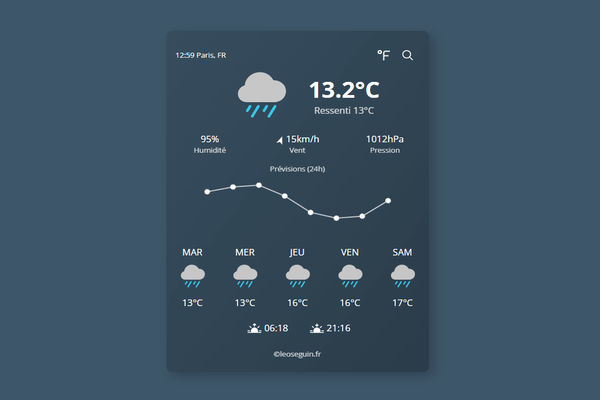 12:59 Paris, FR
°F
13.2°C
Ressenti 13°C
95% 15km/h 1012hPa
Humidité Vent Pression
Prévisions (24h)
MAR MER JEU VEN SAM
13°C 13°C 16°C 16°C 17°C
06:18 21:16
©leoseguin.fr